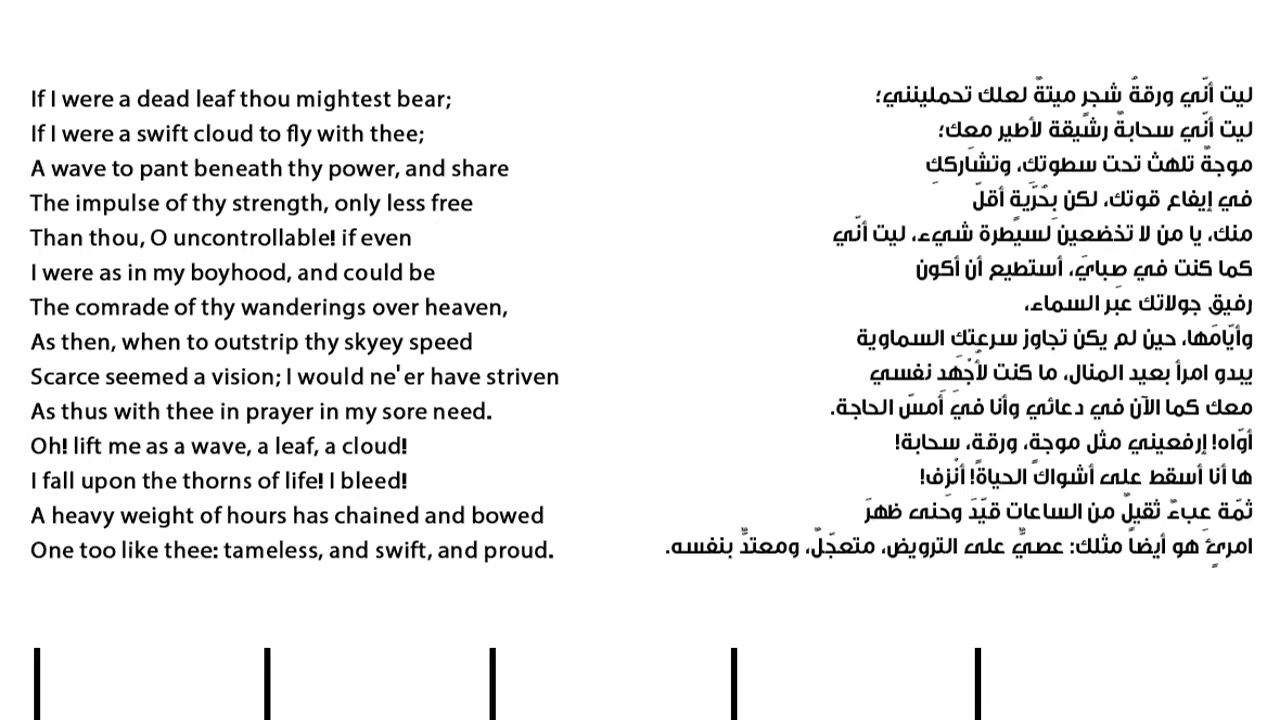 If I were a dead leaf thou mightest bear;
If I were a swift cloud to fly with thee;
A wave to pant beneath thy power, and share
The impulse of thy strength, only less free
Than thou, O uncontrollable! if even
I were as in my boyhood, and could be
The comrade of thy wanderings over heaven,
As then, when to outstrip thy skyey speed
Scarce seemed a vision; I would ne'er have striven
As thus with thee in prayer in my sore need.
Oh! lift me as a wave, a leaf, a cloud!
I fall upon the thorns of life! I bleed!
A heavy weight of hours has chained and bowed
One too like thee: tameless, and swift, and proud.
ليت أنّي ورقةُ شجرٍ ميتةٌ لعلك تحملينني؛
ليت أنّي سحابةٌ رشيقة لأطير معك؛
موجةٌ تلهث تحت سطوتك، وتشاركك
في إيفاع قوتك، لكن بحُرّية أقلّ
منك، يا من لا تخضعين لسيطرة شيء، ليت أنّي
كما كنت في صباي، أستطيع أن أكون
رفيق جولاتك عبر السماء،
وأيّامَها، حين لم يكن تجاوز سرعتك السماوية
يبدو امرأ بعيد المنال، ما كنت لأُجْهَد نفسي
معك كما الآن في دعائي وأنا في أَمسّ الحاجة.
أوّاه! إرفعيني مثل موجة، ورقة، سحابة!
ها أنا أسقط على أشواك الحياة! أنْزِف!
ثمّة عبءٌ ثقيلٌ من الساعات قيّدَ وحَنى ظهرَ
امرئٍ هو أيضاً مثلك: عصيٌّ على الترويض، متعجّلٌ، ومعتدٌّ بنفسه.